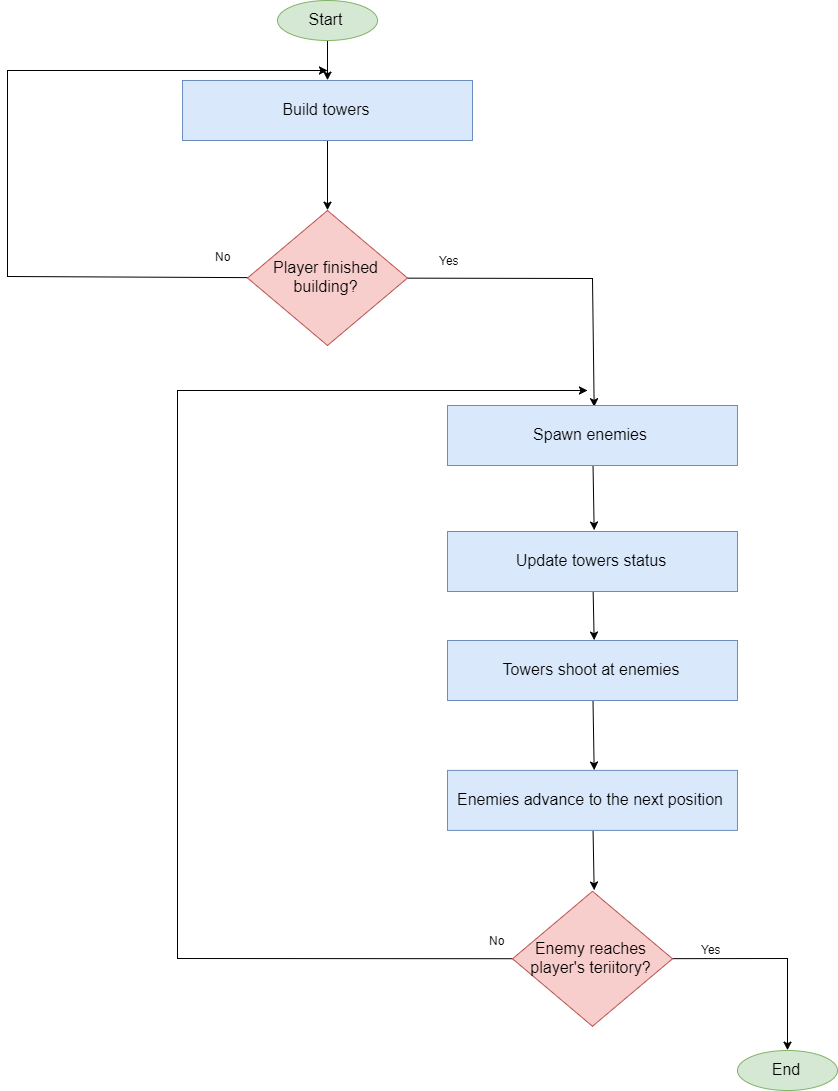 Start
Build towers
No
Yes
Player finished
building?
Spawn enemies
Update towers status
Towers shoot at enemies
Enemies advance to the next position
No
Enemy reaches
player's teriitory?
Yes
End